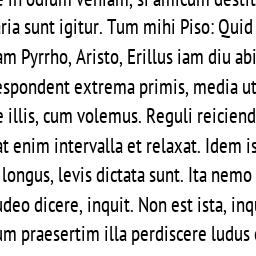 e in odium veniam, si amicum destit
ria sunt igitur. Tum mihi Piso: Quid
am Pyrrho, Aristo, Erillus iam diu abi
espondent extrema primis, media ut
e illis, cum volemus. Reguli reiciend
at enim intervalla et relaxat. Idem is
longus, levis dictata sunt. Ita nemo
udeo dicere, inquit. Non est ista, inqu
um praesertim illa perdiscere ludus e